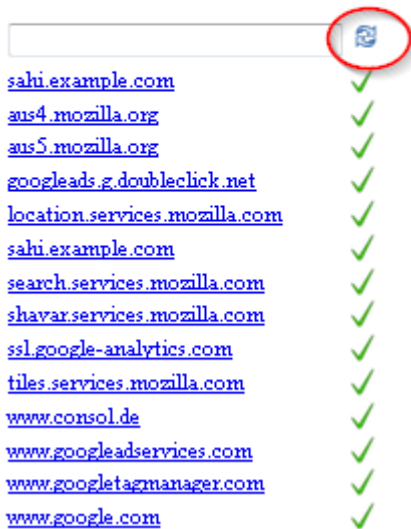 sahi.example.com
aus4.mozilla.org
aus5.mozilla.org
googleads.g.doubleclick.net
location.services.mozilla.com
sahi.example.com
search.services.mozilla.com
shavar.services.mozilla.com
ssl.google-analytics.com
tiles.services.mozilla.com
www.consol.de
www.googleadservices.com
www.googletagmanager.com
www.google.com